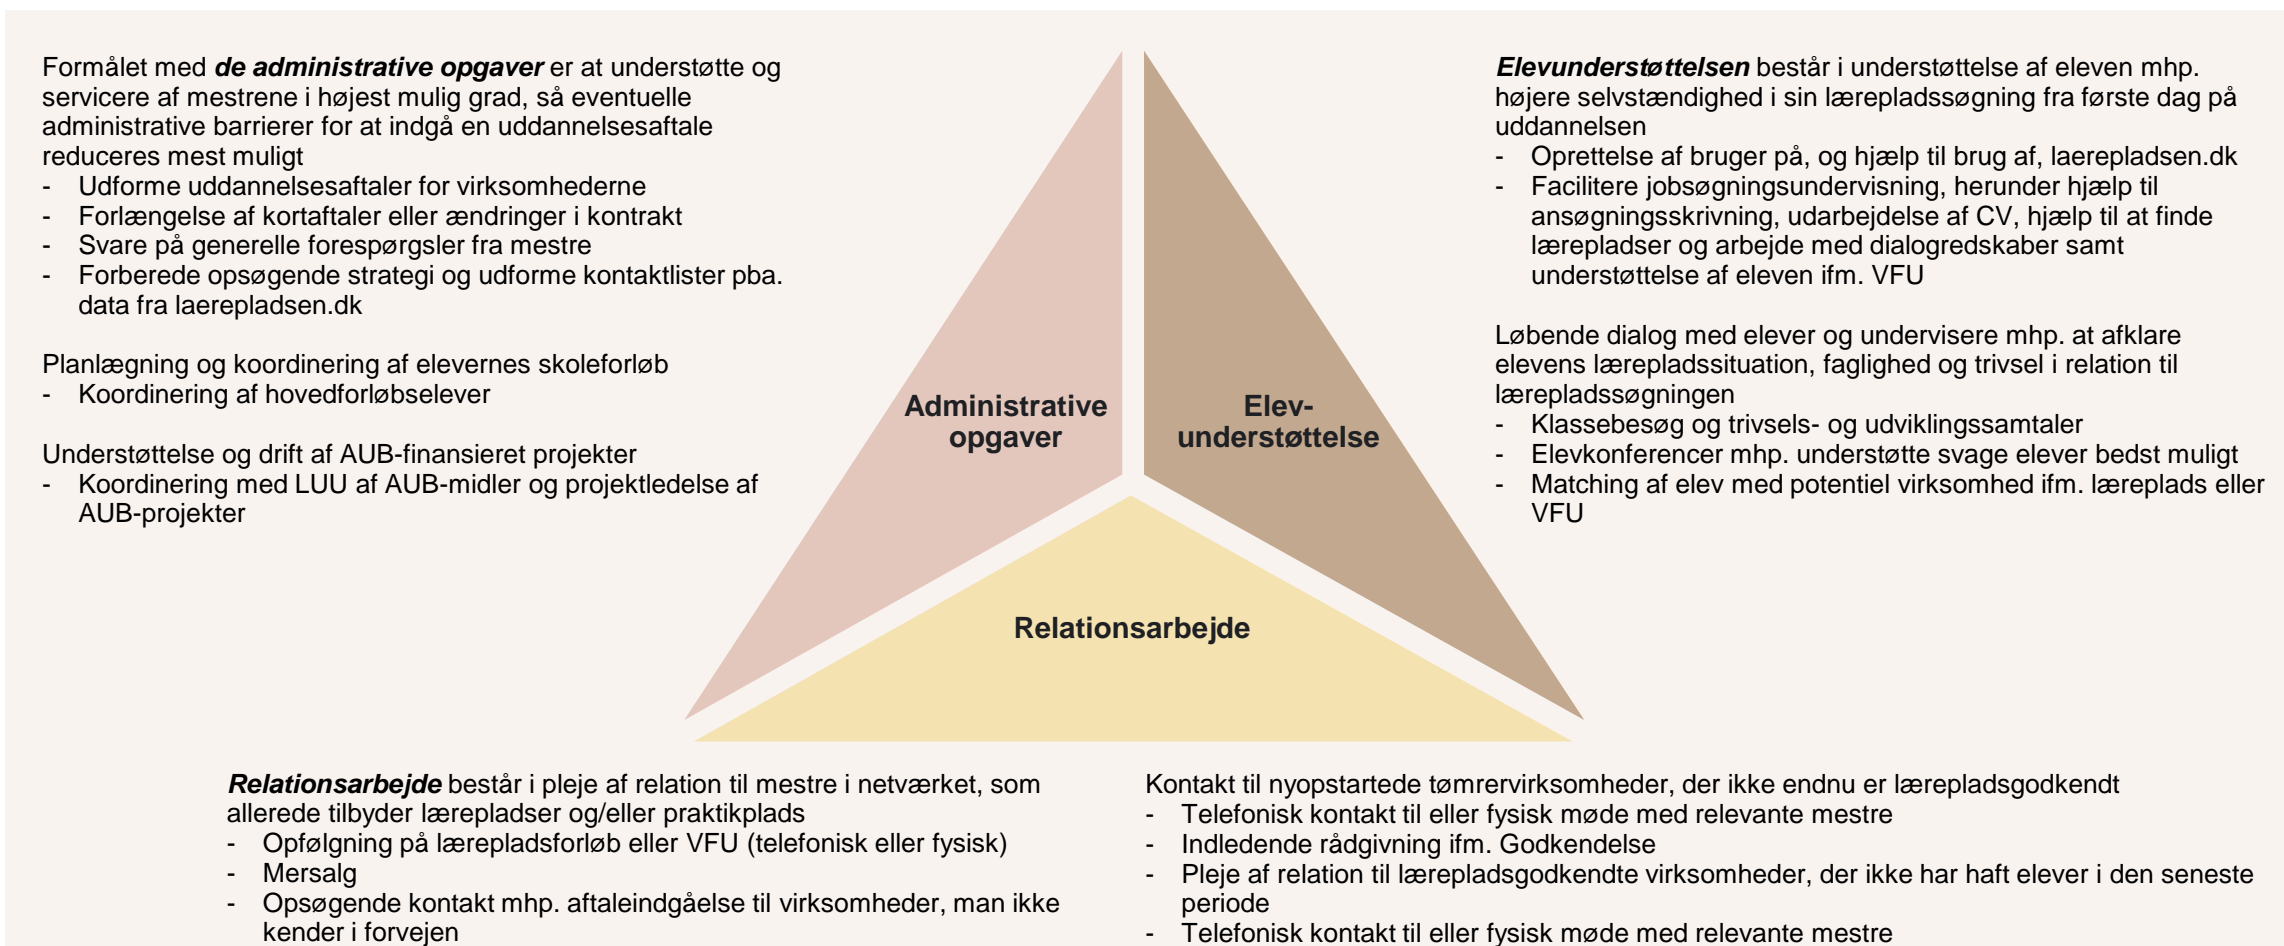 Formålet med de administrative opgaver er at understøtte og
servicere af mestrene i højest mulig grad, så eventuelle
administrative barrierer for at indgå en uddannelsesaftale
reduceres mest muligt
- Udforme uddannelsesaftaler for virksomhederne
- Forlængelse af kortaftaler eller ændringer i kontrakt
- Svare på generelle forespørgsler fra mestre
- Forberede opsøgende strategi og udforme kontaktlister pba.
data fra laerepladsen.dk
Planlægning og koordinering af elevernes skoleforløb
- Koordinering af hovedforløbselever
Understøttelse og drift af AUB-finansieret projekter
- Koordinering med LUU af AUB-midler og projektledelse af
AUB-projekter
Administrative
opgaver
Elev-
understøttelse
Relationsarbejde
Elevunderstøttelsen består i understøttelse af eleven mhp.
højere selvstændighed i sin lærepladssøgning fra første dag på
uddannelsen
- Oprettelse af bruger på, og hjælp til brug af, laerepladsen.dk
- Facilitere jobsøgningsundervisning, herunder hjælp til
ansøgningsskrivning, udarbejdelse af CV, hjælp til at finde
lærepladser og arbejde med dialogredskaber samt
understøttelse af eleven ifm. VFU
Løbende dialog med elever og undervisere mhp. at afklare
elevens lærepladssituation, faglighed og trivsel i relation til
lærepladssøgningen
- Klassebesøg og trivsels- og udviklingssamtaler
- Elevkonferencer mhp. understøtte svage elever bedst muligt
- Matching af elev med potentiel virksomhed ifm. læreplads eller
VFU
Relationsarbejde består i pleje af relation til mestre i netværket, som
allerede tilbyder lærepladser og/eller praktikplads
- Opfølgning på lærepladsforløb eller VFU (telefonisk eller fysisk)
- Mersalg
- Opsøgende kontakt mhp. aftaleindgåelse til virksomheder, man ikke
kender i forvejen
Kontakt til nyopstartede tømrervirksomheder, der ikke endnu er lærepladsgodkendt
- Telefonisk kontakt til eller fysisk møde med relevante mestre
- Indledende rådgivning ifm. Godkendelse
- Pleje af relation til lærepladsgodkendte virksomheder, der ikke har haft elever i den seneste
periode
- Telefonisk kontakt til eller fysisk møde med relevante mestre